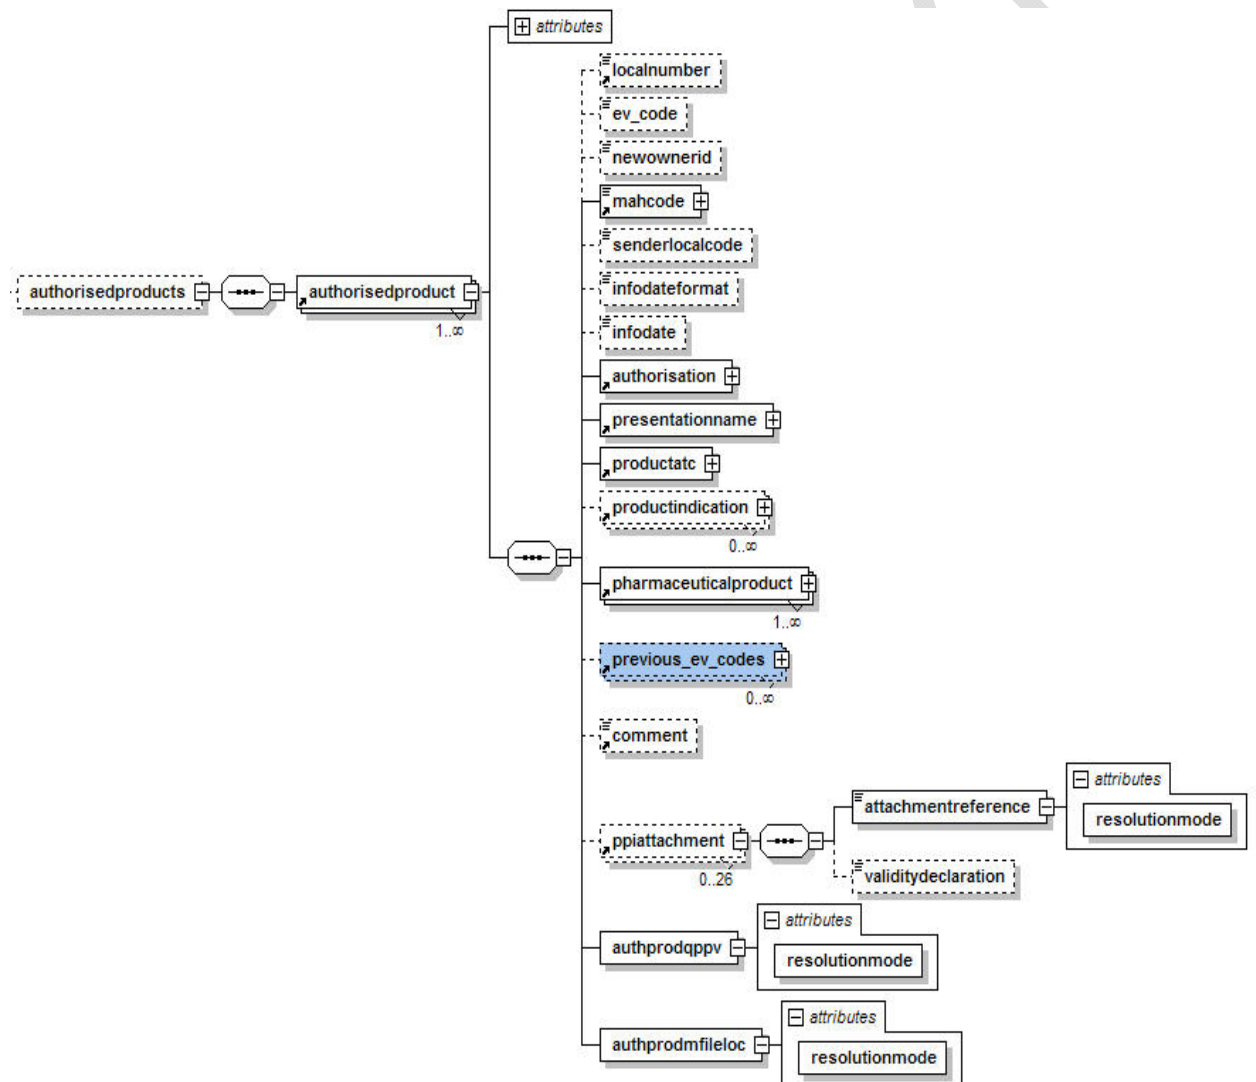 attributes
localnumber
ev_code
newownerid
mahcode
senderlocalcode
infodateformat
infodate
authorisedproducts
authorisedproduct
1..∞
authorisation
presentationname
productatc
productindication
0..∞
pharmaceuticalproduct
1..∞
previous_ev_codes
0..∞
comment
attributes
attachmentreference
resolutionmode
ppiattachment
0..26
validitydeclaration
attributes
authprodqppv
resolutionmode
attributes
authprodmfileloc
resolutionmode